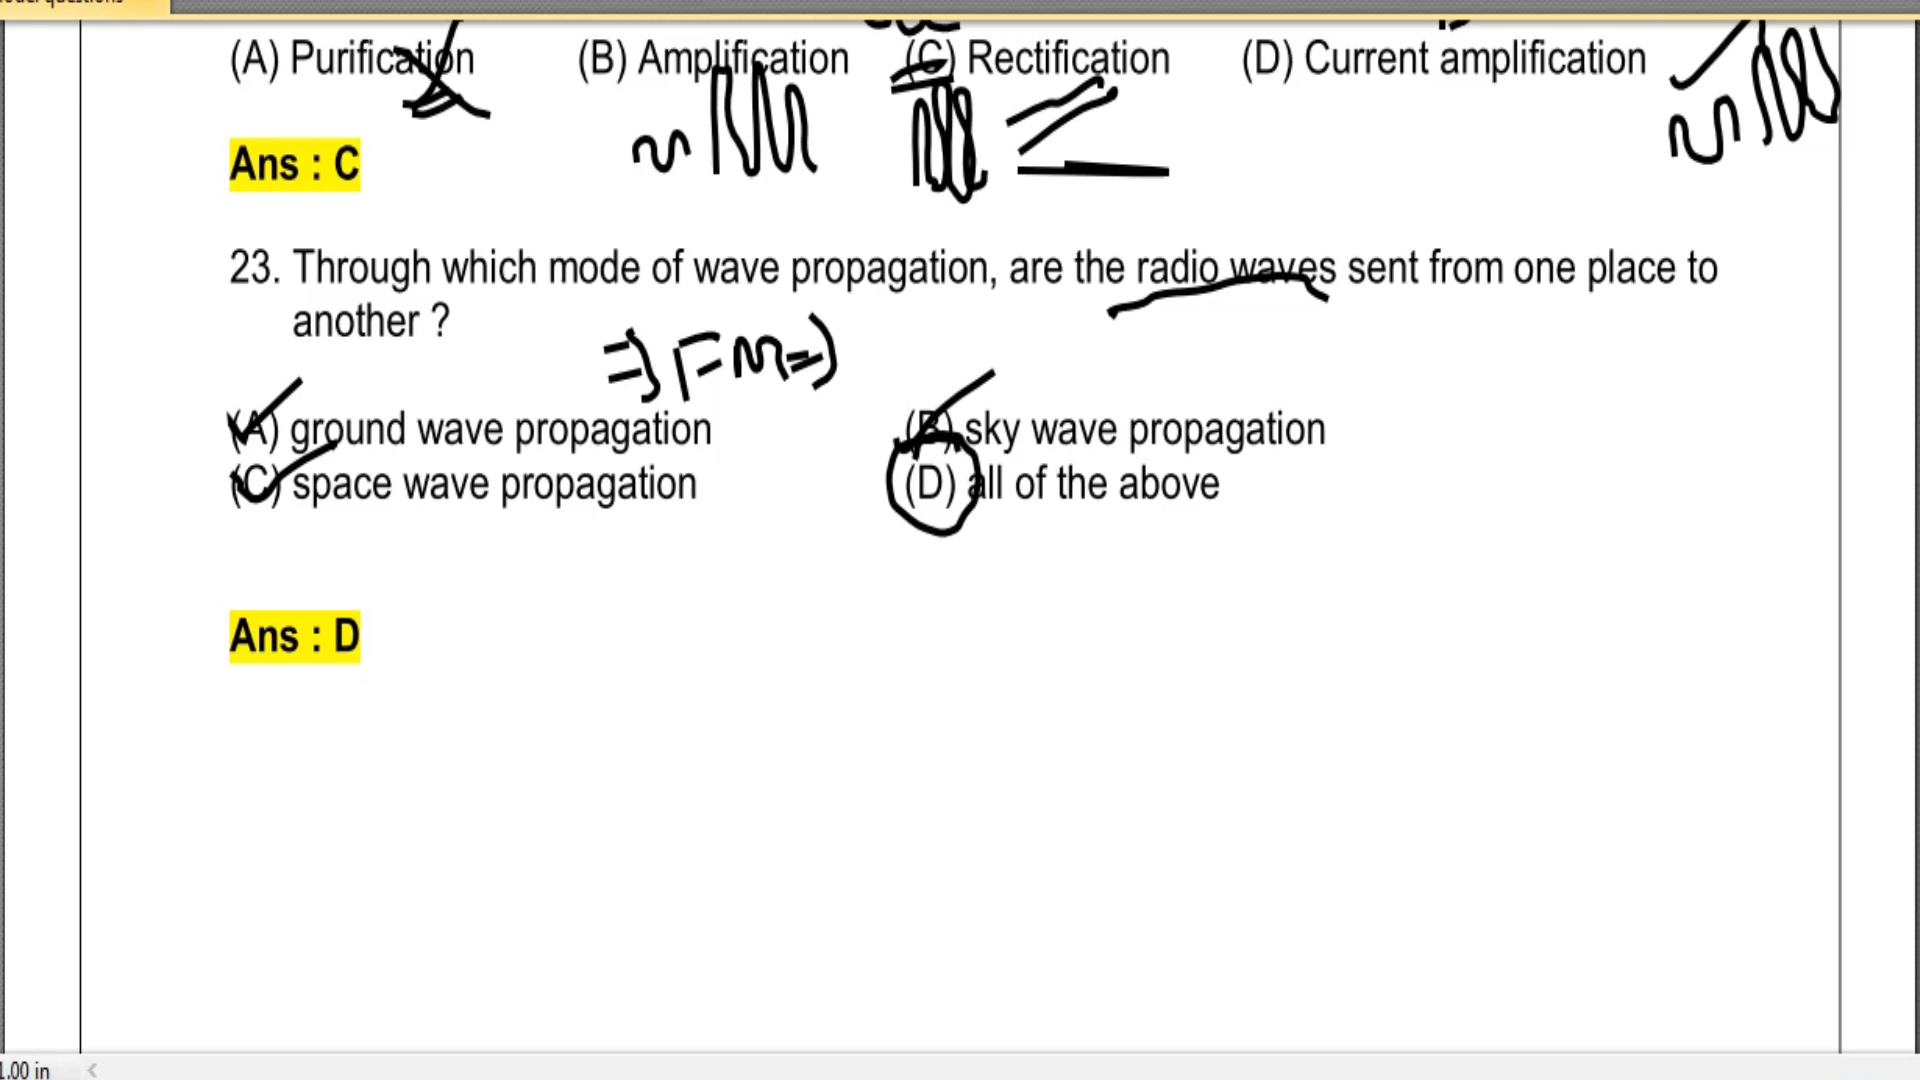 (A) Purification (B) Amplification (C) Rectification (D) Current amplification
Ans : C
23. Through which mode of wave propagation, are the radio waves sent from one place to
another ?
⇒ FM ⇒
(A) ground wave propagation (B) sky wave propagation
(C) space wave propagation (D) all of the above
Ans : D
1.00 in